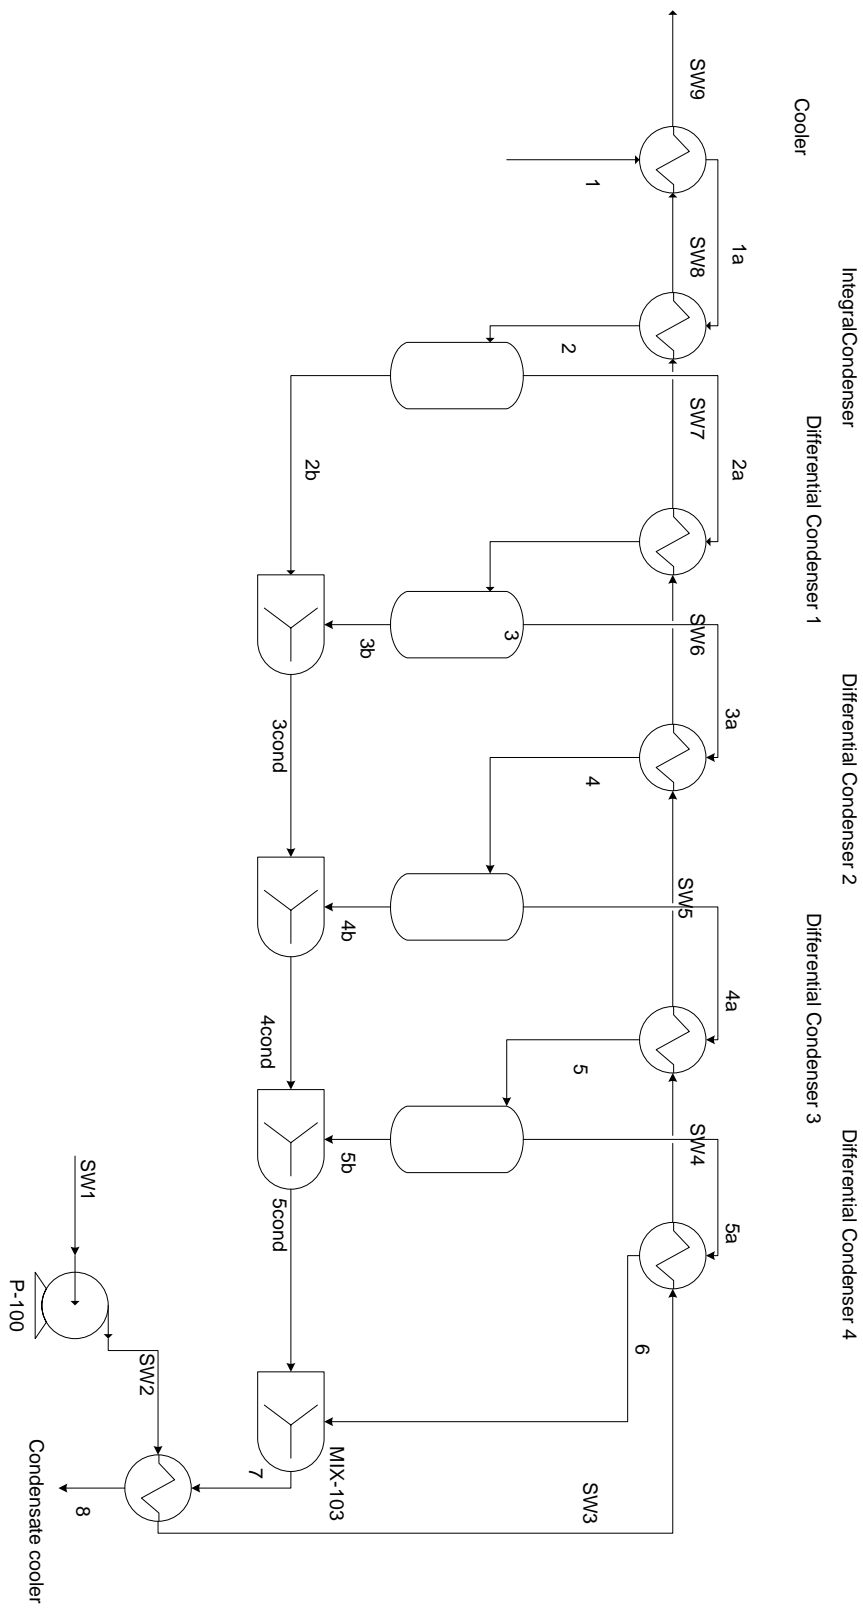 Cooler
IntegralCondenser
Differential Condenser 1
Differential Condenser 2
Differential Condenser 3
Differential Condenser 4
SW9
SW8
SW7
SW6
SW5
SW4
SW3
1a
2a
3a
4a
5a
1
2
3
4
5
6
2b
3b
4b
5b
3cond
4cond
5cond
MIX-103
7
SW1
SW2
P-100
8
Condensate cooler